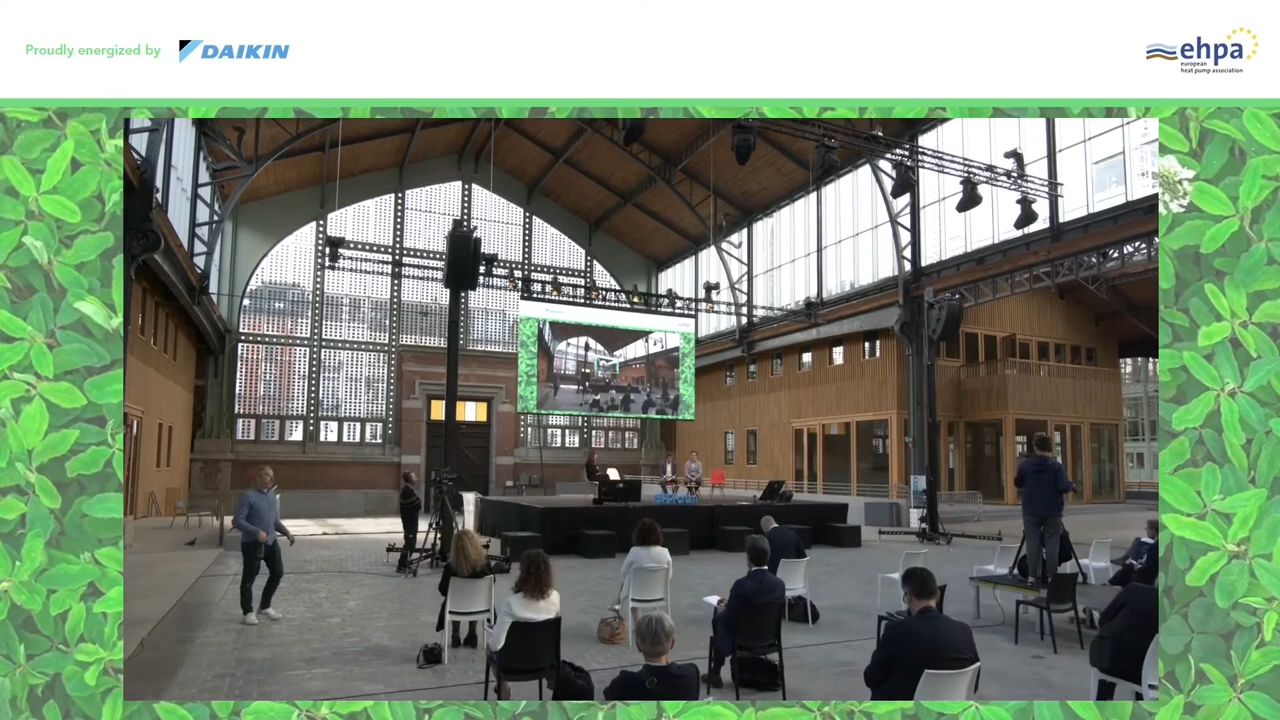 Proudly energized by
DAIKIN
ehpa
european
heat pump association